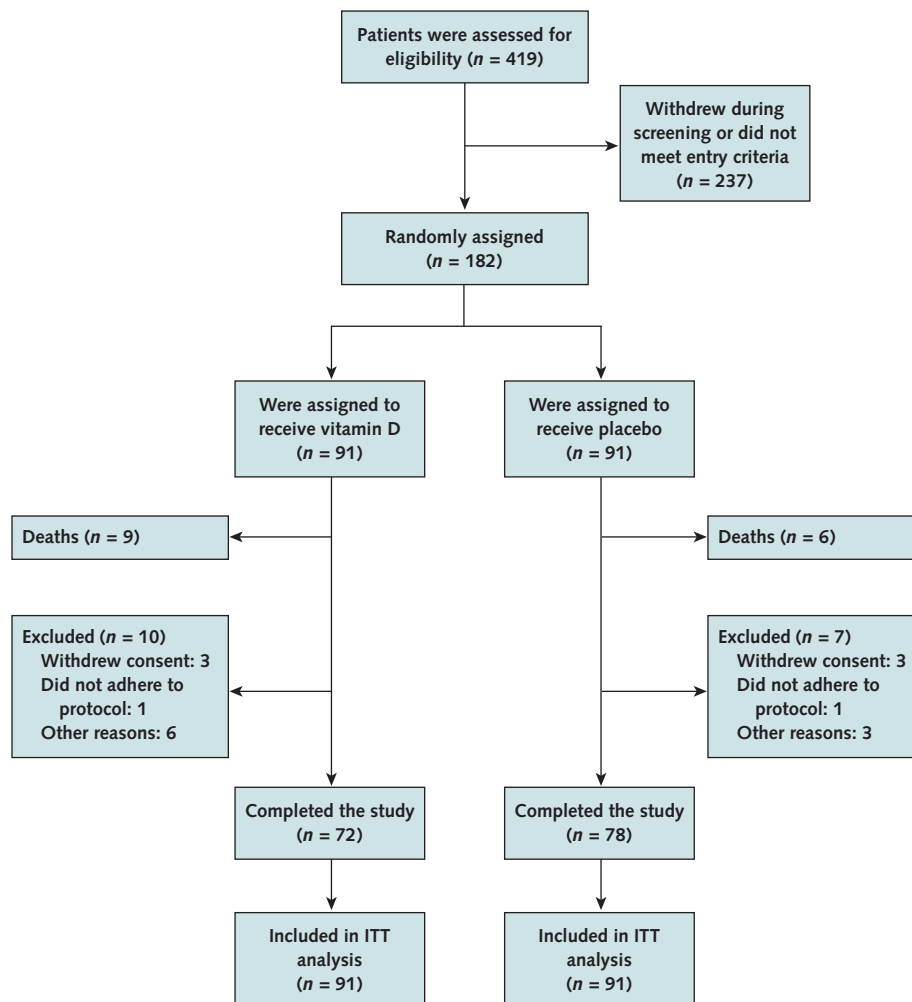 Patients were assessed for
eligibility (n = 419)
Withdrew during
screening or did not
meet entry criteria
(n = 237)
Randomly assigned
(n = 182)
Were assigned to
receive vitamin D
(n = 91)
Were assigned to
receive placebo
(n = 91)
Deaths (n = 9)
Deaths (n = 6)
Excluded (n = 10)
Withdrew consent: 3
Did not adhere to
protocol: 1
Other reasons: 6
Excluded (n = 7)
Withdrew consent: 3
Did not adhere to
protocol: 1
Other reasons: 3
Completed the study
(n = 72)
Completed the study
(n = 78)
Included in ITT
analysis
(n = 91)
Included in ITT
analysis
(n = 91)